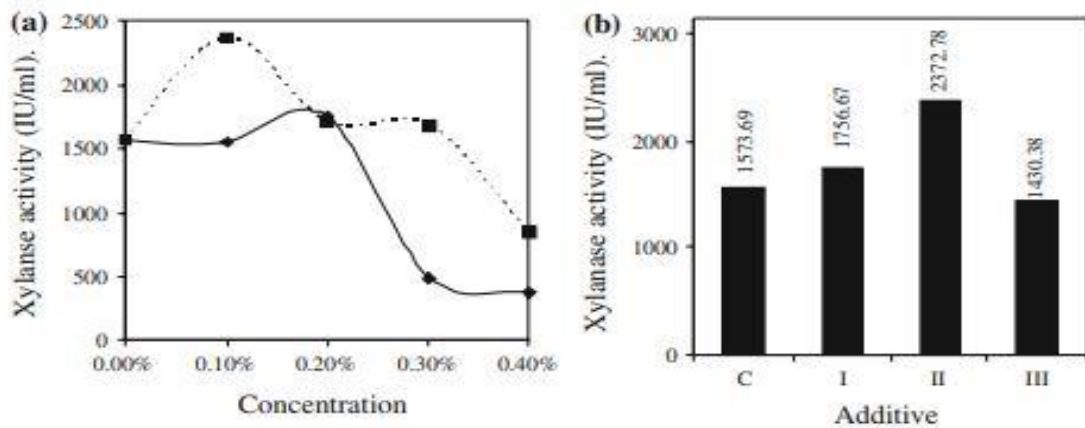 (a)
2500
2000
1500
1000
500
0
0.00% 0.10% 0.20% 0.30% 0.40%
Concentration
Xylanse activity (IU/ml).
(b)
3000
2000
1000
0
1573.69
1756.67
2372.78
1430.38
C I II III
Additive
Xylanase activity (IU/ml).